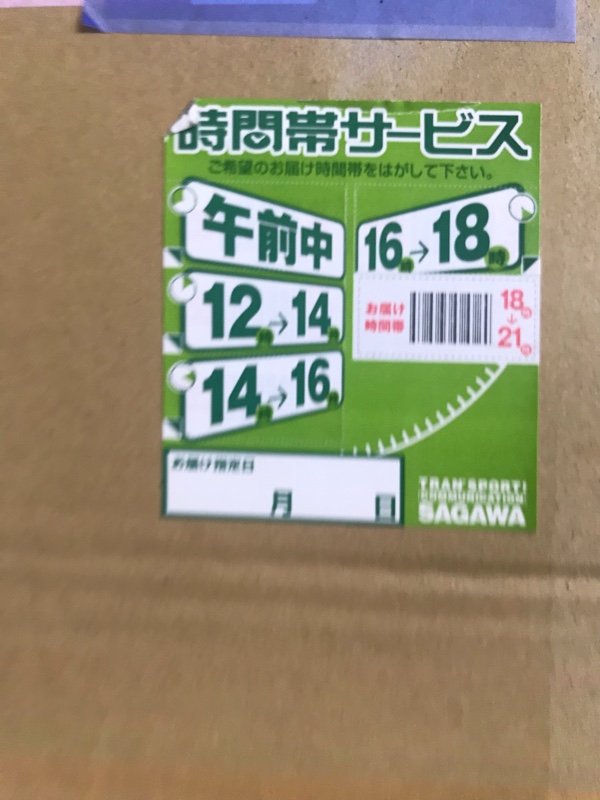 時間帯サービス
ご希望のお届け時間帯をはがして下さい。
午前中
12時→14時
14時→16時
16時→18時
お届け
時間帯
18時
↓
21時
お届け指定日
月 日
TRANSPORT
COMMUNICATION
SAGAWA